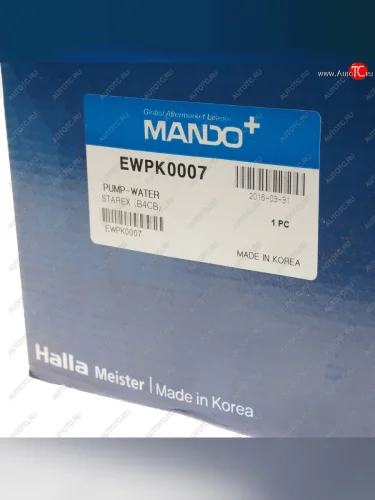 www.АвтоТС.ru
Global Aftermarket Leader
MANDO+
EWPK0007
PUMP-WATER
STAREX (B4CB)
EWPK0007
2016-03-31
1 PC
MADE IN KOREA
Halla Meister | Made in Korea